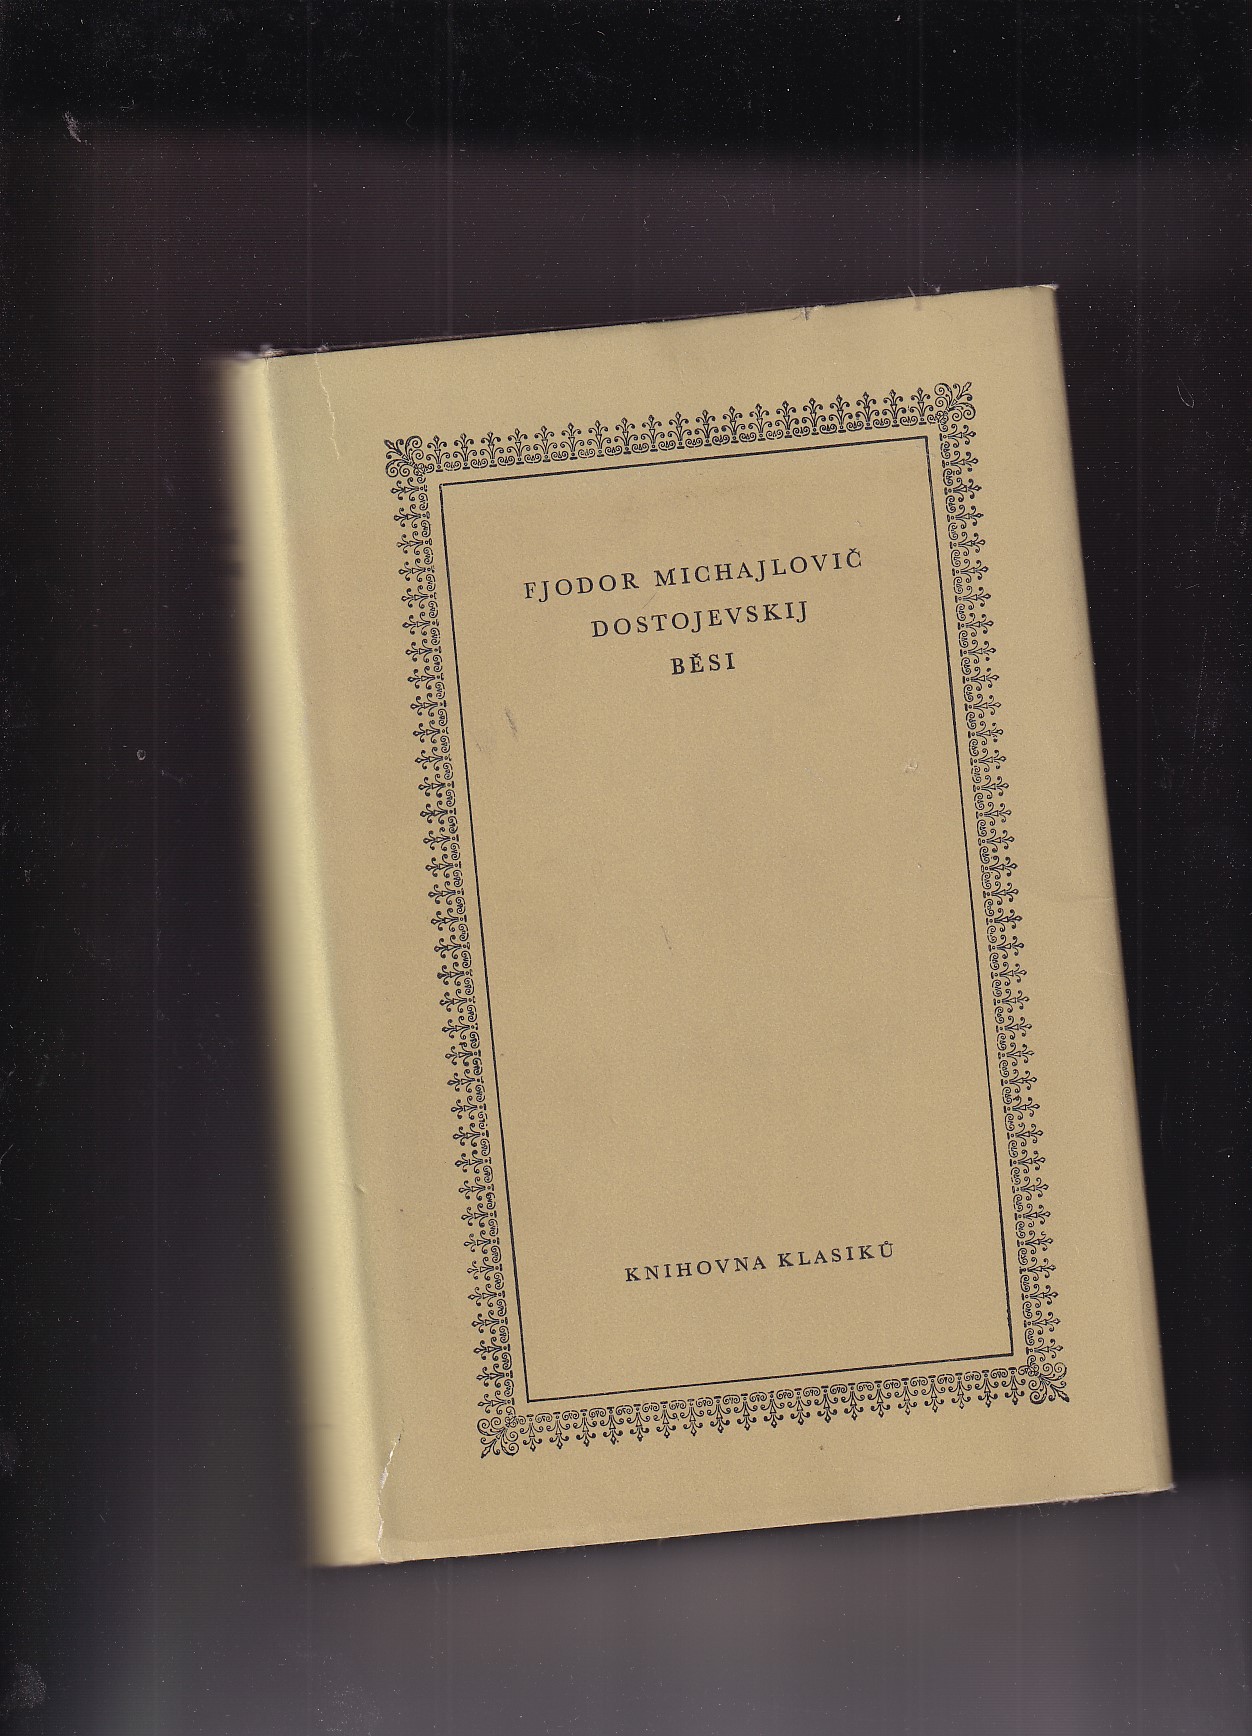 FJODOR MICHAJLOVIČ
DOSTOJEVSKIJ
BĚSI
KNIHOVNA KLASIKŮ